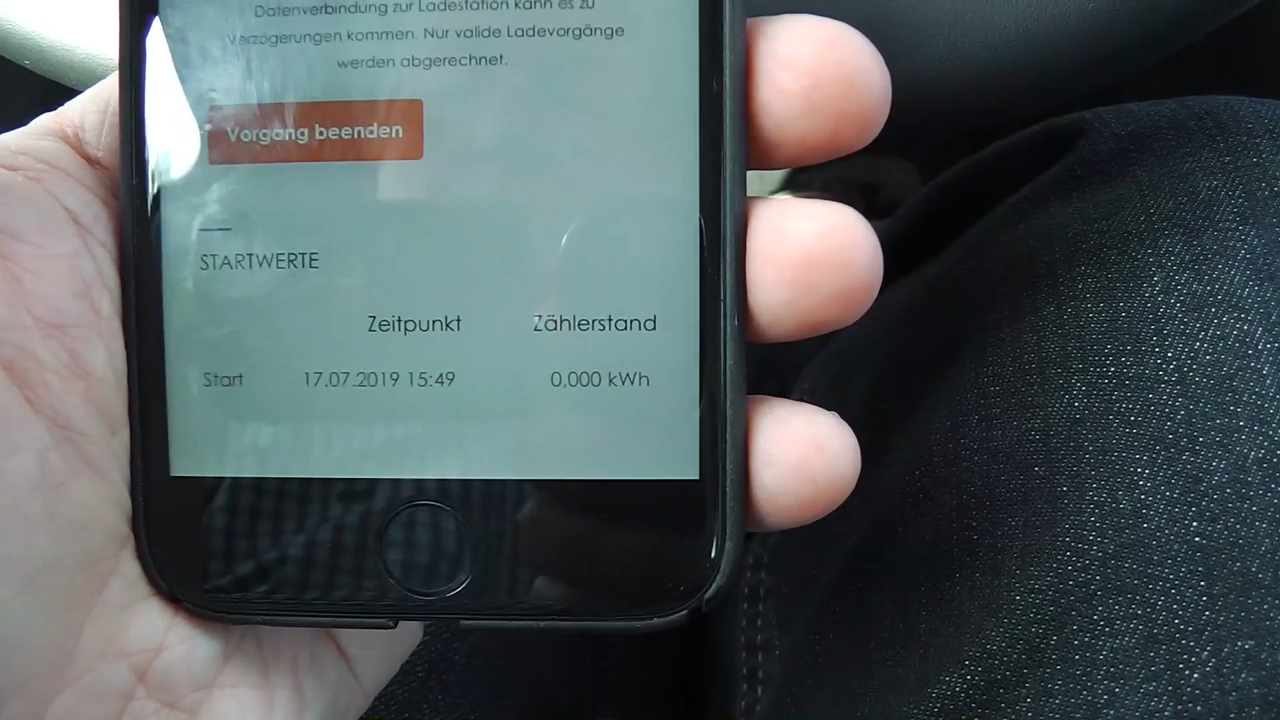 Datenverbindung zur Ladestation kann es zu
Verzögerungen kommen. Nur valide Ladevorgänge
werden abgerechnet.
Vorgang beenden
STARTWERTE
Zeitpunkt Zählerstand
Start 17.07.2019 15:49 0,000 kWh